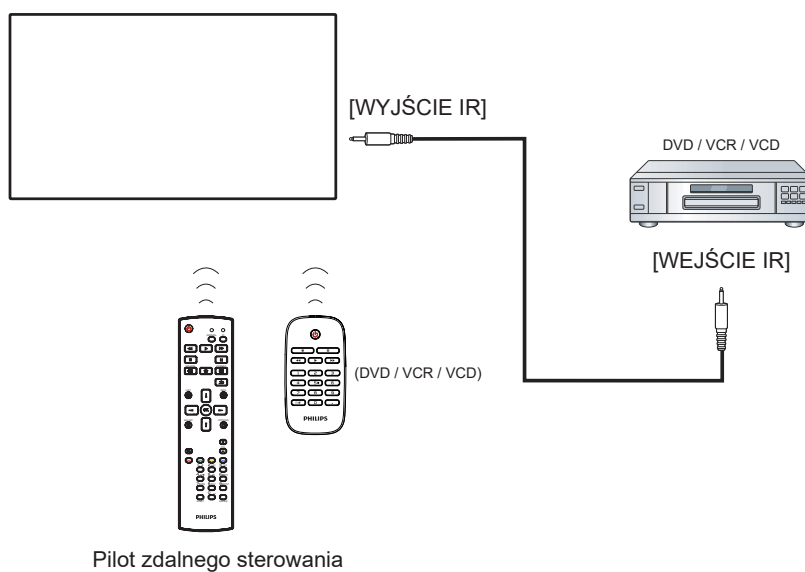 [WYJŚCIE IR]
DVD / VCR / VCD
[WEJŚCIE IR]
(DVD / VCR / VCD)
PHILIPS
PHILIPS
Pilot zdalnego sterowania